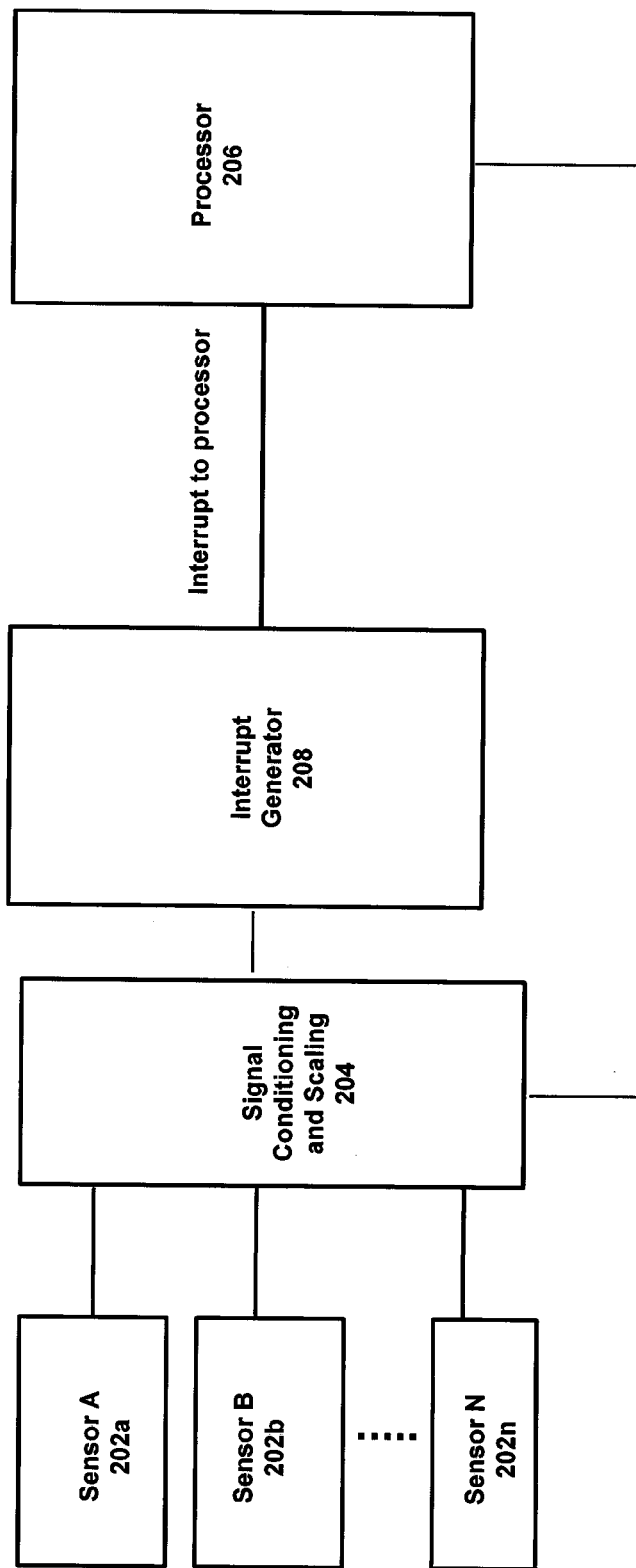 Sensor A
202a
Sensor B
202b
Sensor N
202n
Signal
Conditioning
and Scaling
204
Interrupt
Generator
208
Interrupt to processor
Processor
206